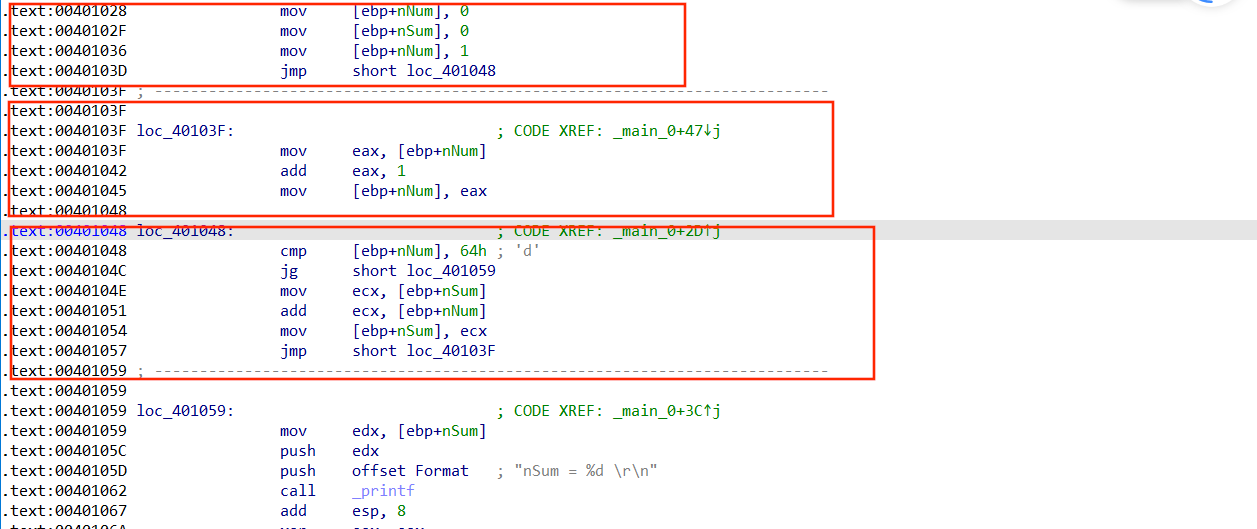 .text:00401028 mov [ebp+nNum], 0
.text:0040102F mov [ebp+nSum], 0
.text:00401036 mov [ebp+nNum], 1
.text:0040103D jmp short loc_401048
.text:0040103F ; ---------------------------------------------------------------------------
.text:0040103F
.text:0040103F loc_40103F: ; CODE XREF: _main_0+47↓j
.text:0040103F mov eax, [ebp+nNum]
.text:00401042 add eax, 1
.text:00401045 mov [ebp+nNum], eax
.text:00401048
.text:00401048 loc_401048: ; CODE XREF: _main_0+2D↑j
.text:00401048 cmp [ebp+nNum], 64h ; 'd'
.text:0040104C jg short loc_401059
.text:0040104E mov ecx, [ebp+nSum]
.text:00401051 add ecx, [ebp+nNum]
.text:00401054 mov [ebp+nSum], ecx
.text:00401057 jmp short loc_40103F
.text:00401059 ; ---------------------------------------------------------------------------
.text:00401059
.text:00401059 loc_401059: ; CODE XREF: _main_0+3C↑j
.text:00401059 mov edx, [ebp+nSum]
.text:0040105C push edx
.text:0040105D push offset Format ; "nSum = %d \r\n"
.text:00401062 call _printf
.text:00401067 add esp, 8